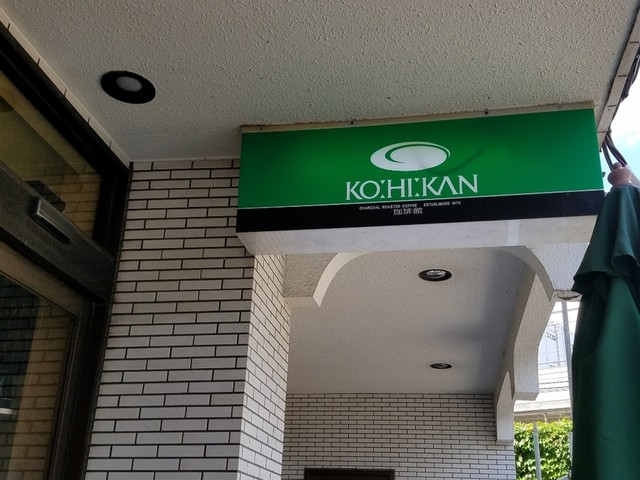 KO:HI:KAN
CHARCOAL ROASTED COFFEE ESTABLISHED 1970
珈琲館